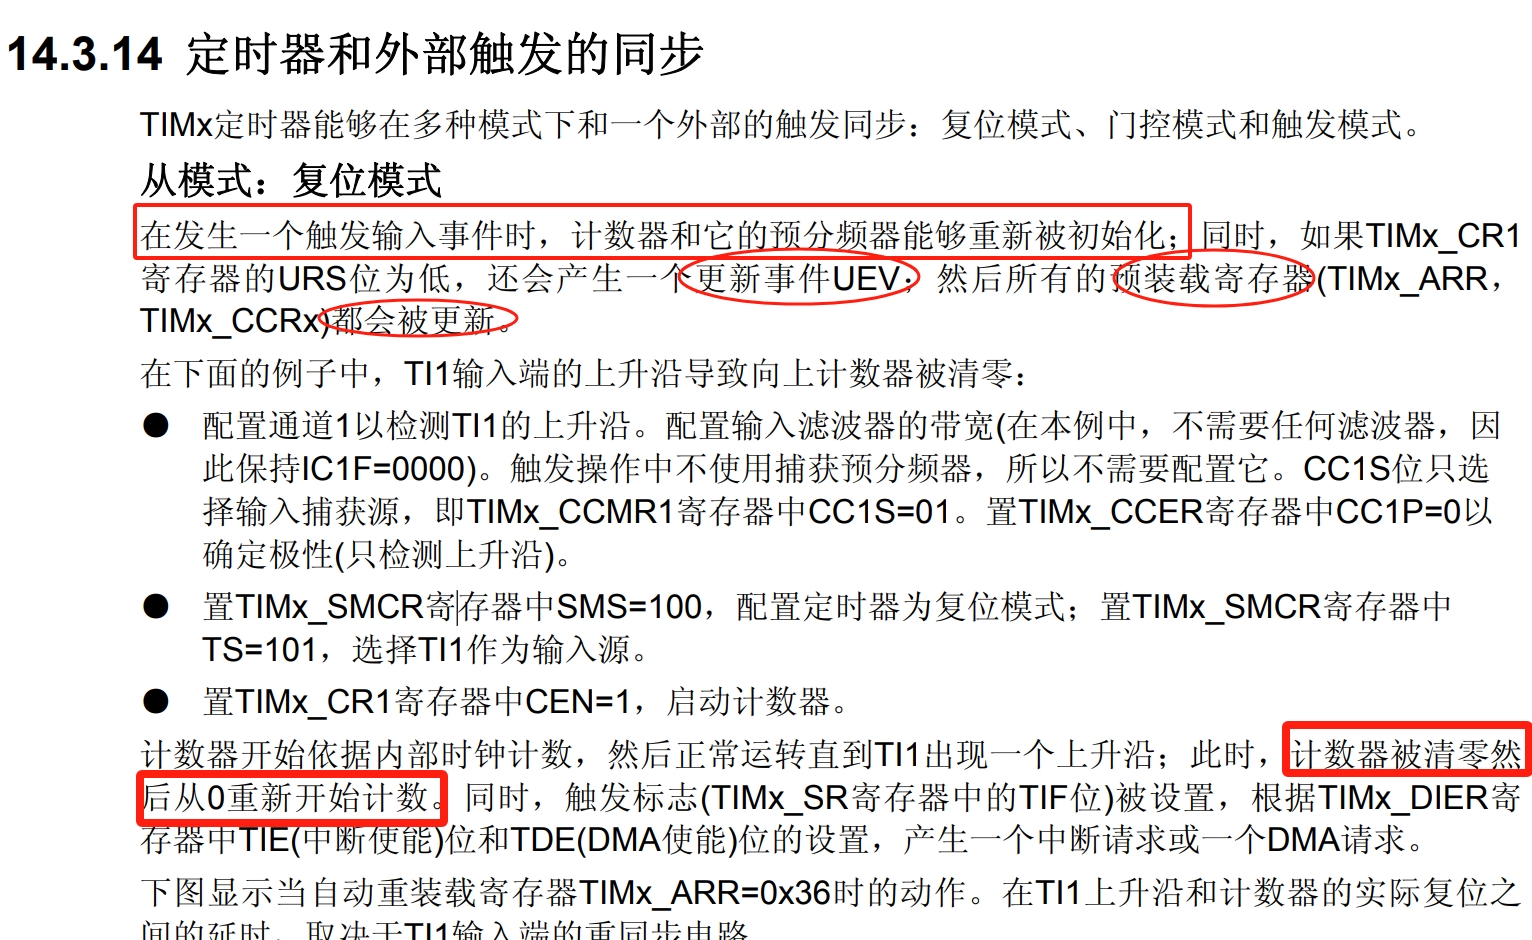 14.3.14 定时器和外部触发的同步
TIMx定时器能够在多种模式下和一个外部的触发同步：复位模式、门控模式和触发模式。
从模式：复位模式
在发生一个触发输入事件时，计数器和它的预分频器能够重新被初始化；同时，如果TIMx_CR1
寄存器的URS位为低，还会产生一个更新事件UEV；然后所有的预装载寄存器(TIMx_ARR，
TIMx_CCRx)都会被更新。
在下面的例子中，TI1输入端的上升沿导致向上计数器被清零：
● 配置通道1以检测TI1的上升沿。配置输入滤波器的带宽(在本例中，不需要任何滤波器，因
此保持IC1F=0000)。触发操作中不使用捕获预分频器，所以不需要配置它。CC1S位只选
择输入捕获源，即TIMx_CCMR1寄存器中CC1S=01。置TIMx_CCER寄存器中CC1P=0以
确定极性(只检测上升沿)。
● 置TIMx_SMCR寄存器中SMS=100，配置定时器为复位模式；置TIMx_SMCR寄存器中
TS=101，选择TI1作为输入源。
● 置TIMx_CR1寄存器中CEN=1，启动计数器。
计数器开始依据内部时钟计数，然后正常运转直到TI1出现一个上升沿；此时，计数器被清零然
后从0重新开始计数。同时，触发标志(TIMx_SR寄存器中的TIF位)被设置，根据TIMx_DIER寄
存器中TIE(中断使能)位和TDE(DMA使能)位的设置，产生一个中断请求或一个DMA请求。
下图显示当自动重装载寄存器TIMx_ARR=0x36时的动作。在TI1上升沿和计数器的实际复位之
间的延时，取决于TI1输入端的重同步电路